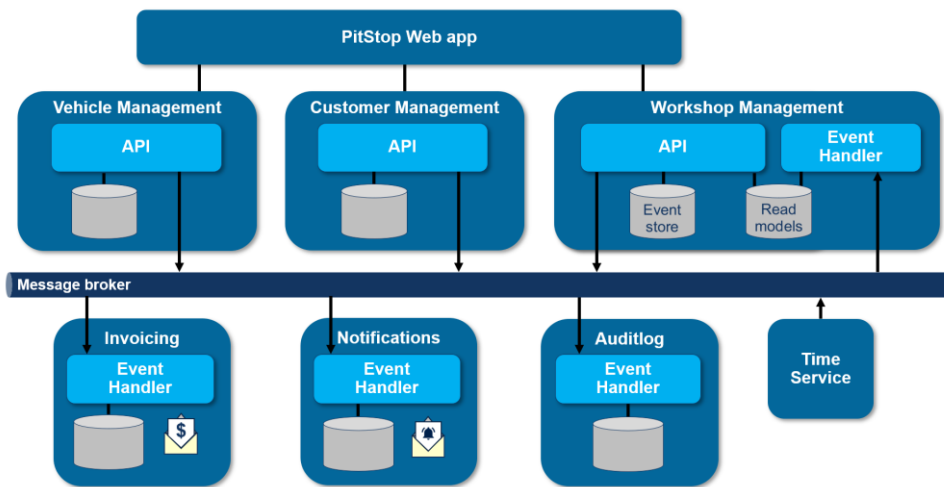 PitStop Web app
Vehicle Management
API
Customer Management
API
Workshop Management
API
Event
Handler
Event
store
Read
models
Message broker
Invoicing
Event
Handler
$
Notifications
Event
Handler
Auditlog
Event
Handler
Time
Service